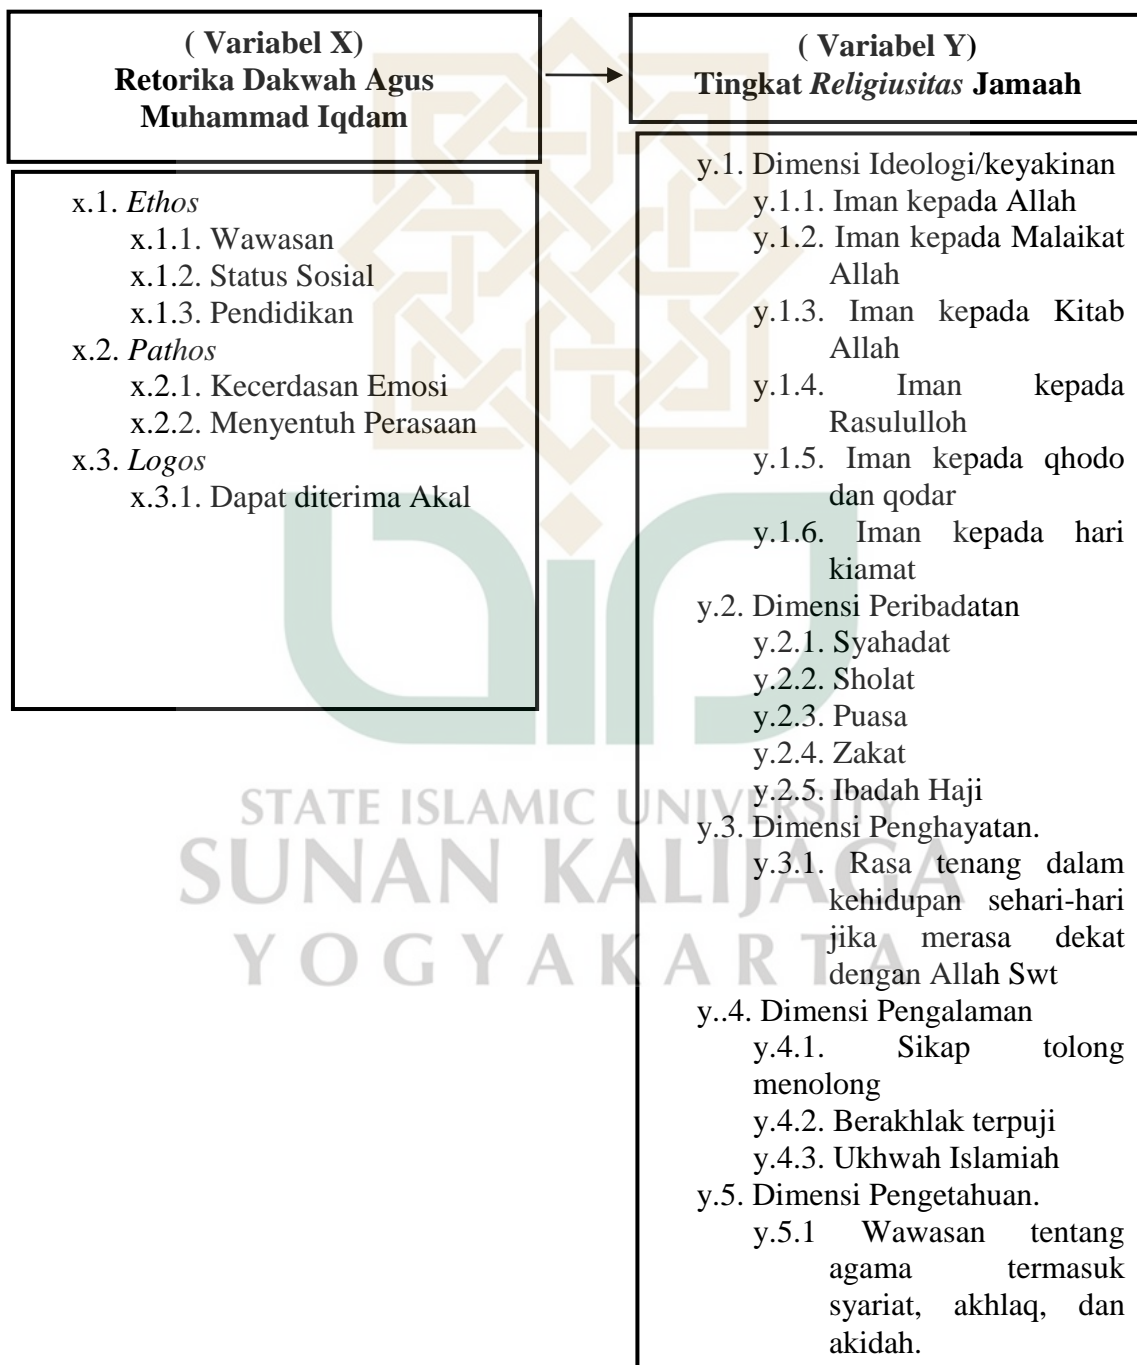 ( Variabel X)
Retorika Dakwah Agus
Muhammad Iqdam
( Variabel Y)
Tingkat Religiusitas Jamaah
x.1. Ethos
x.1.1. Wawasan
x.1.2. Status Sosial
x.1.3. Pendidikan
x.2. Pathos
x.2.1. Kecerdasan Emosi
x.2.2. Menyentuh Perasaan
x.3. Logos
x.3.1. Dapat diterima Akal
y.1. Dimensi Ideologi/keyakinan
y.1.1. Iman kepada Allah
y.1.2. Iman kepada Malaikat
Allah
y.1.3. Iman kepada Kitab
Allah
y.1.4. Iman kepada
Rasululloh
y.1.5. Iman kepada qhodo
dan qodar
y.1.6. Iman kepada hari
kiamat
y.2. Dimensi Peribadatan
y.2.1. Syahadat
y.2.2. Sholat
y.2.3. Puasa
y.2.4. Zakat
y.2.5. Ibadah Haji
y.3. Dimensi Penghayatan.
y.3.1. Rasa tenang dalam
kehidupan sehari-hari
jika merasa dekat
dengan Allah Swt
y..4. Dimensi Pengalaman
y.4.1. Sikap tolong
menolong
y.4.2. Berakhlak terpuji
y.4.3. Ukhwah Islamiah
y.5. Dimensi Pengetahuan.
y.5.1 Wawasan tentang
agama termasuk
syariat, akhlaq, dan
akidah.
STATE ISLAMIC UNIVERSITY
SUNAN KALIJAGA
YOGYAKARTA